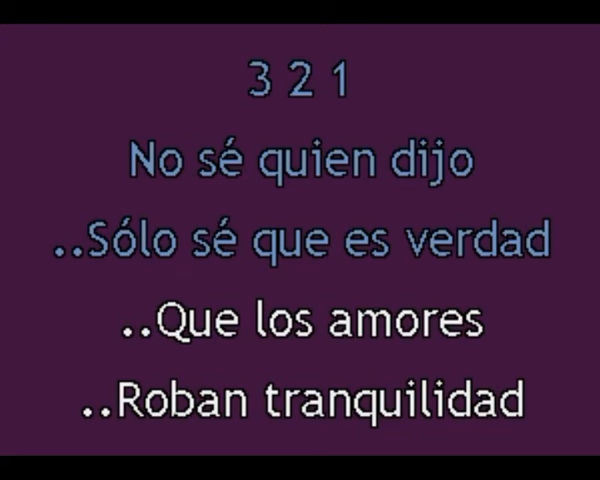 3 2 1
No sé quien dijo
..Sólo sé que es verdad
..Que los amores
..Roban tranquilidad